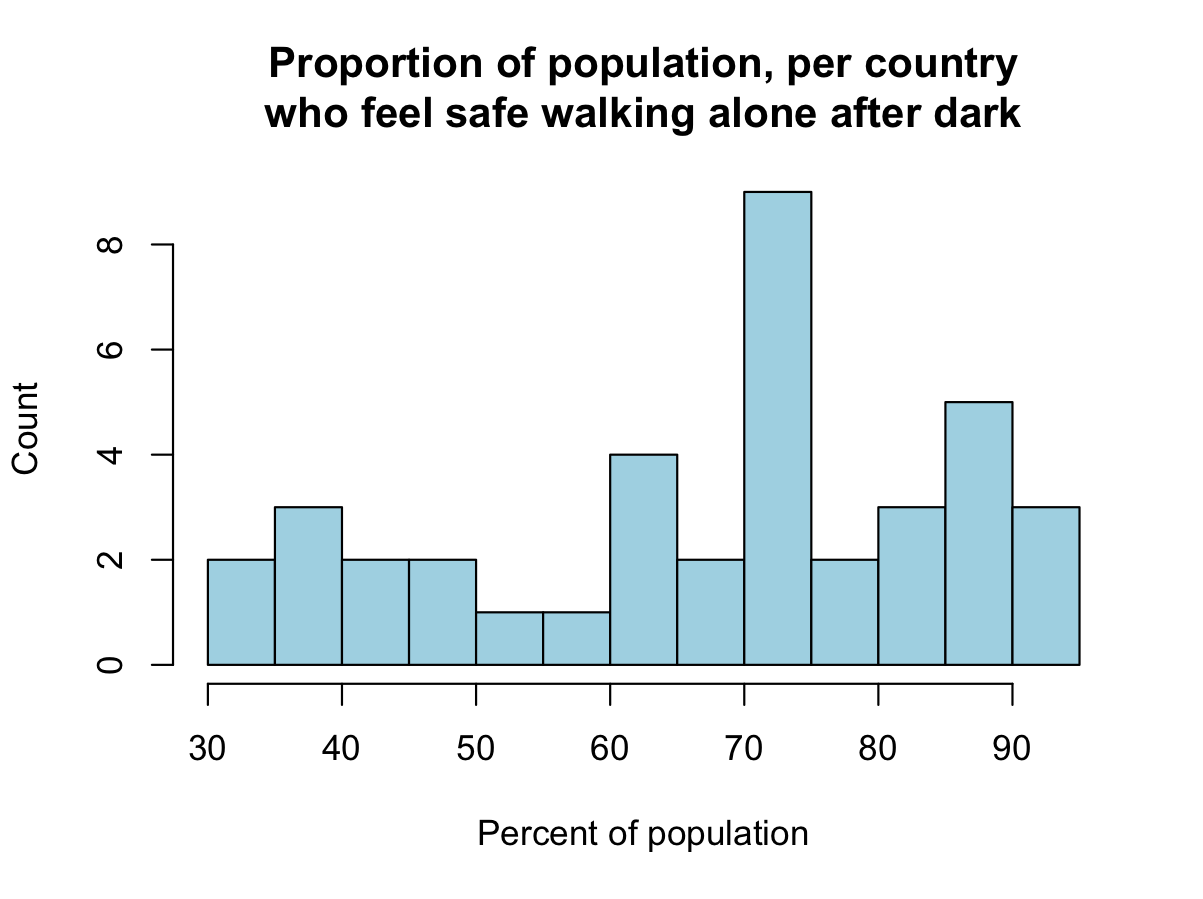 Proportion of population, per country
who feel safe walking alone after dark
8
6
4
2
0
Count
30 40 50 60 70 80 90
Percent of population